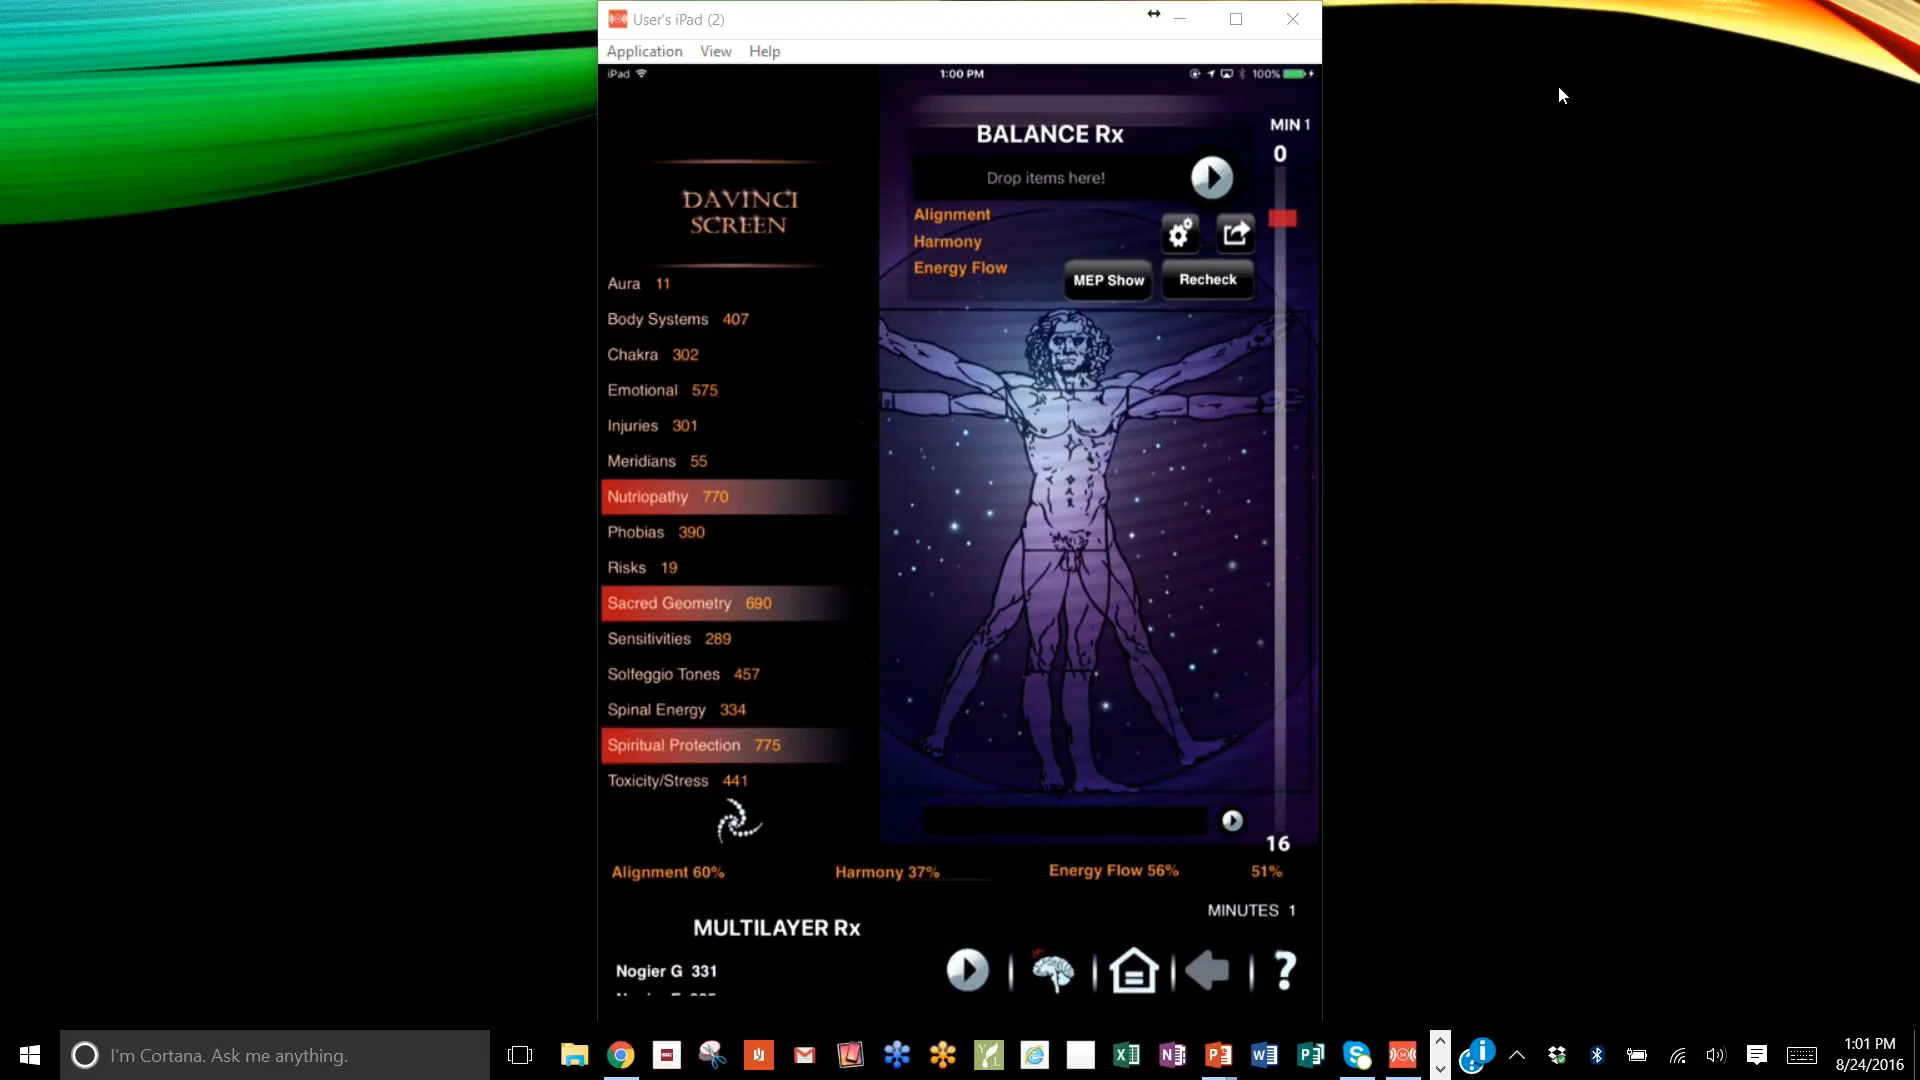 User's iPad (2)
Application View Help
iPad 1:00 PM 100%
DAVINCI
SCREEN
Aura 11
Body Systems 407
Chakra 302
Emotional 575
Injuries 301
Meridians 55
Nutriopathy 770
Phobias 390
Risks 19
Sacred Geometry 690
Sensitivities 289
Solfeggio Tones 457
Spinal Energy 334
Spiritual Protection 775
Toxicity/Stress 441
BALANCE Rx
MIN 1
0
Drop items here!
Alignment
Harmony
Energy Flow
MEP Show Recheck
16
Alignment 60% Harmony 37% Energy Flow 56% 51%
MINUTES 1
MULTILAYER Rx
Nogier G 331
?
I'm Cortana. Ask me anything.
1:01 PM
8/24/2016